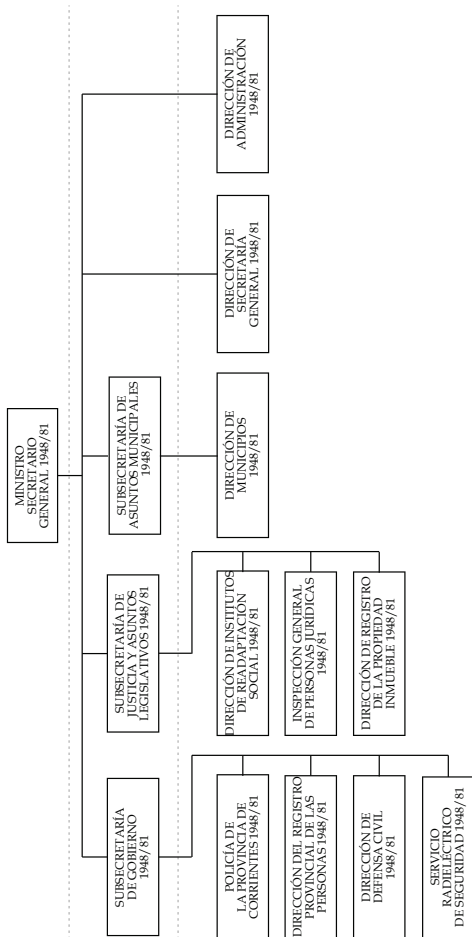 MINISTRO
SECRETARIO
GENERAL 1948/81
SUBSECRETARÍA
DE GOBIERNO
1948/81
SUBSECRETARÍA DE
JUSTICIA Y ASUNTOS
LEGISLATIVOS 1948/81
SUBSECRETARÍA DE
ASUNTOS MUNICIPALES
1948/81
POLICÍA DE
LA PROVINCIA DE
CORRIENTES 1948/81
DIRECCIÓN DEL REGISTRO
PROVINCIAL DE LAS
PERSONAS 1948/81
DIRECCIÓN DE
DEFENSA CIVIL
1948/81
SERVICIO
RADIELÉCTRICO
DE SEGURIDAD 1948/81
DIRECCIÓN DE INSTITUTOS
DE READAPTACIÓN
SOCIAL 1948/81
INSPECCIÓN GENERAL
DE PERSONAS JURÍDICAS
1948/81
DIRECCIÓN DE REGISTRO
DE LA PROPIEDAD
INMUEBLE 1948/81
DIRECCIÓN DE
MUNICIPIOS
1948/81
DIRECCIÓN DE
SECRETARÍA
GENERAL 1948/81
DIRECCIÓN DE
ADMINISTRACIÓN
1948/81